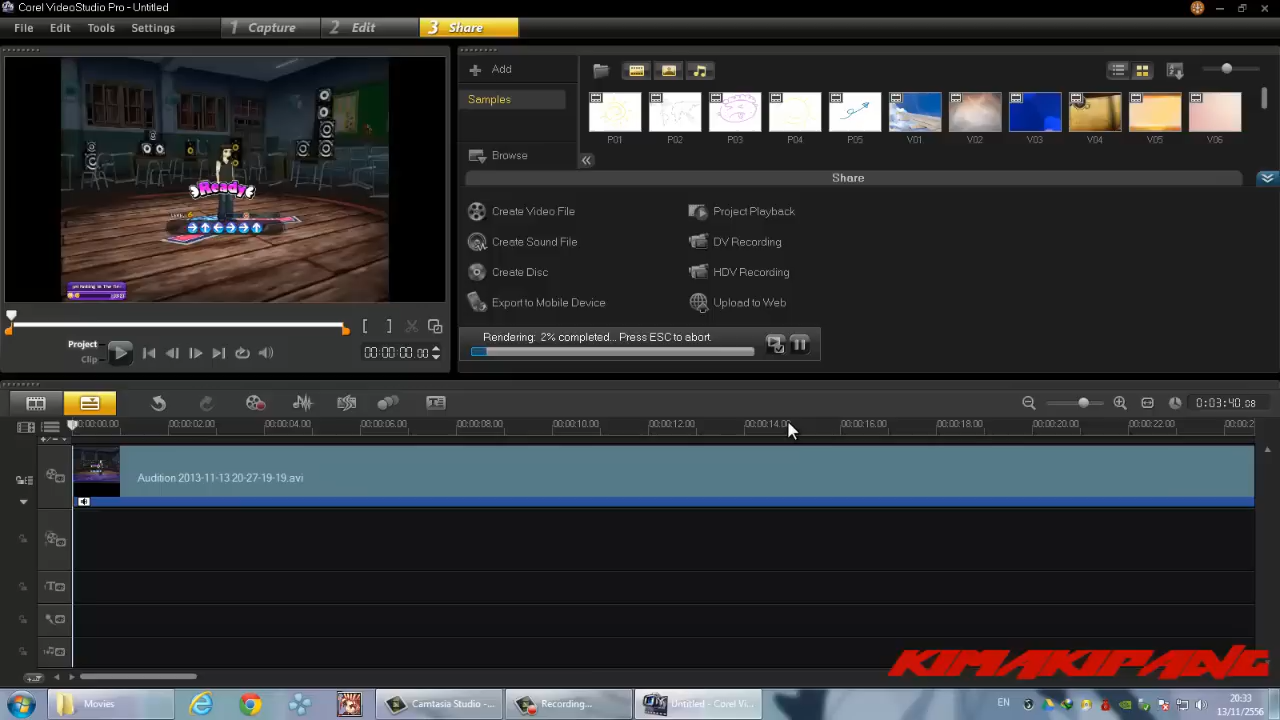 Corel VideoStudio Pro - Untitled
File Edit Tools Settings
1 Capture 2 Edit 3 Share
Add
Samples
Browse
P01 P02 P03 P04 P05 V01 V02 V03 V04 V05 V06
Share
Create Video File Project Playback
Create Sound File DV Recording
Create Disc HDV Recording
Export to Mobile Device Upload to Web
Rendering: 2% completed... Press ESC to abort
Ready
Project
Clip
00:00:00.00
0:03:40.08
00:00:00.00 00:00:02.00 00:00:04.00 00:00:06.00 00:00:08.00 00:00:10.00 00:00:12.00 00:00:14.00 00:00:16.00 00:00:18.00 00:00:20.00 00:00:22.00
Audition 2013-11-13 20-27-19-19.avi
KIMAKIPANG
Movies Camtasia Studio - ... Recording... Untitled - Corel Vi... EN 20:33
13/11/2556